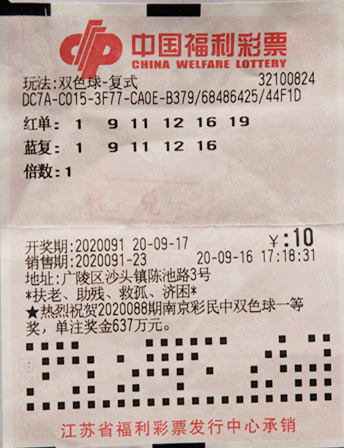 中国福利彩票
CHINA WELFARE LOTTERY
玩法:双色球-复式 32100824
DC7A-C015-3F77-CA0E-B379/68486425/44F1D
红单: 1 9 11 12 16 19
蓝复: 1 9 11 12 16
倍数:1
开奖期:2020091 20-09-17 ￥:10
销售期:2020091-23 20-09-16 17:18:31
地址:广陵区沙头镇陈池路3号
*扶老、助残、救孤、济困*
★热烈祝贺2020088期南京彩民中双色球一等
奖，单注奖金637万元。
江苏省福利彩票发行中心承销